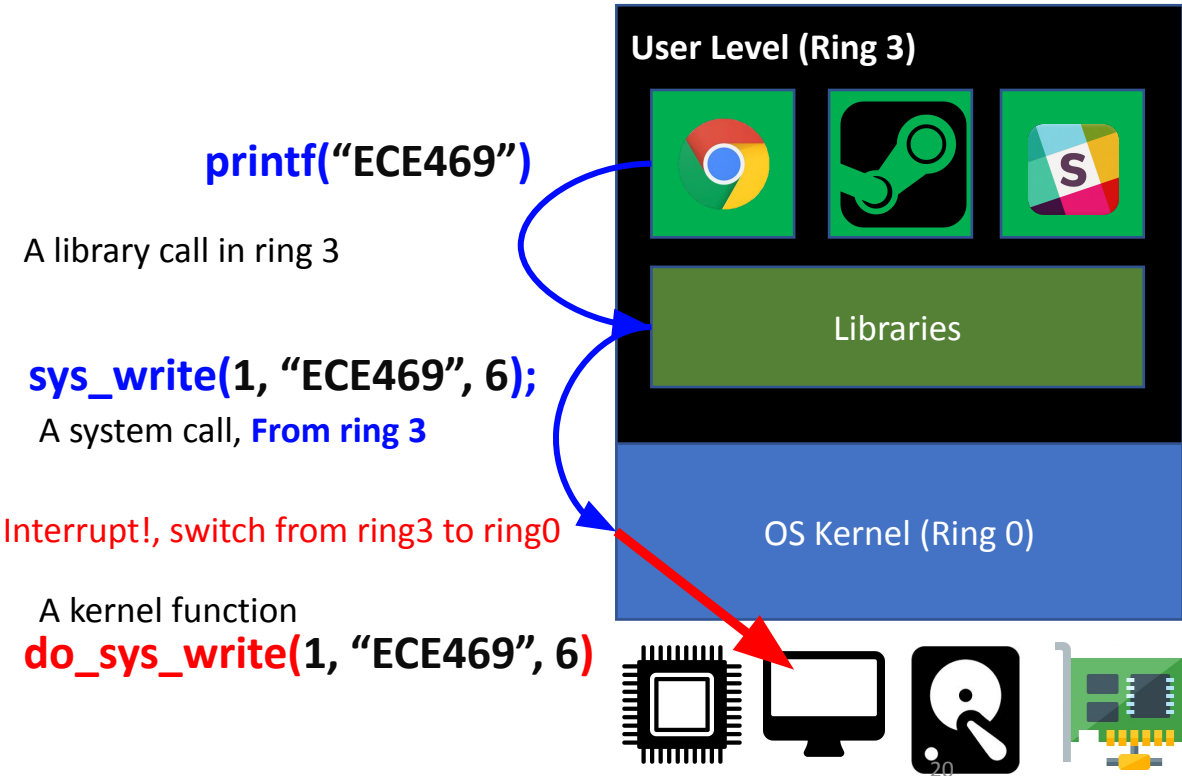 User Level (Ring 3)
printf(“ECE469”)
S
A library call in ring 3
Libraries
sys_write(1, “ECE469”, 6);
A system call, From ring 3
Interrupt!, switch from ring3 to ring0
OS Kernel (Ring 0)
A kernel function
do_sys_write(1, “ECE469”, 6)
20